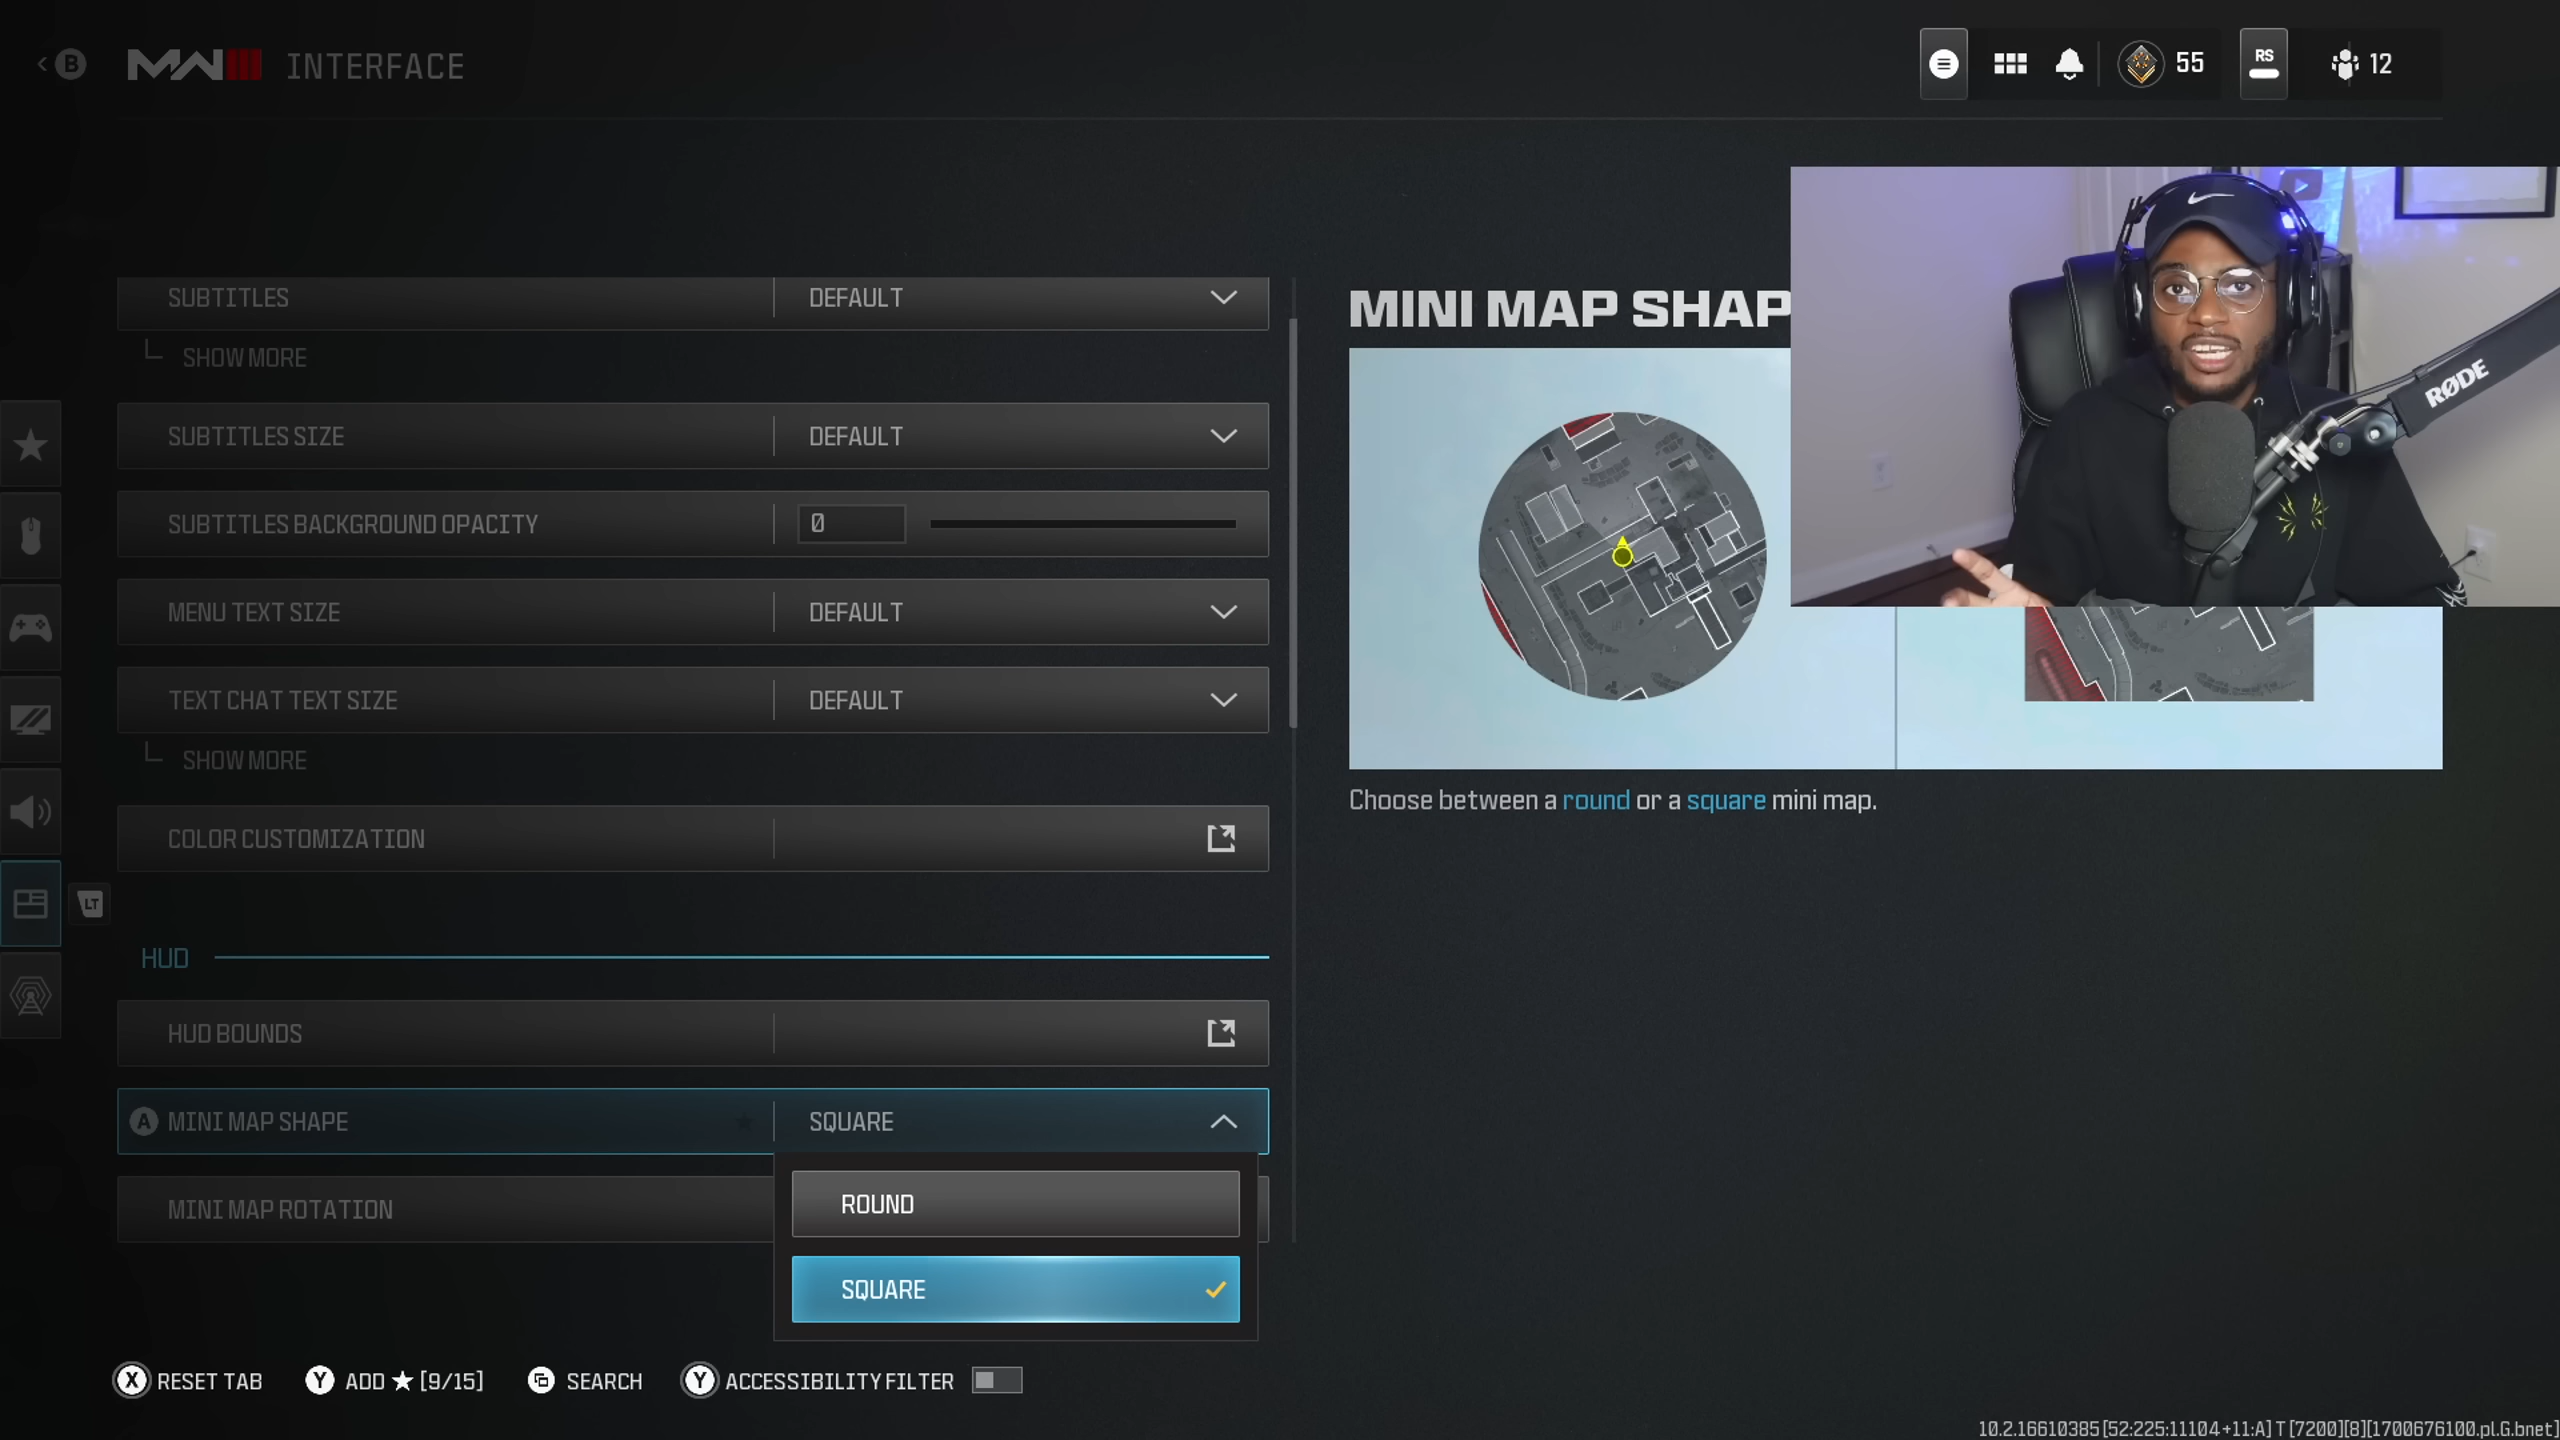 B MWIII INTERFACE
55
RS
12
SUBTITLES DEFAULT
SHOW MORE
SUBTITLES SIZE DEFAULT
SUBTITLES BACKGROUND OPACITY 0
MENU TEXT SIZE DEFAULT
TEXT CHAT TEXT SIZE DEFAULT
SHOW MORE
COLOR CUSTOMIZATION
LT
HUD
HUD BOUNDS
A MINI MAP SHAPE SQUARE
MINI MAP ROTATION
ROUND
SQUARE
MINI MAP SHAP
RØDE
Choose between a round or a square mini map.
X RESET TAB Y ADD ★ [9/15] SEARCH Y ACCESSIBILITY FILTER
10.2.16610385 [52:225:11104+11:A] T [7200][8][1700676100.pl.G.bnet]